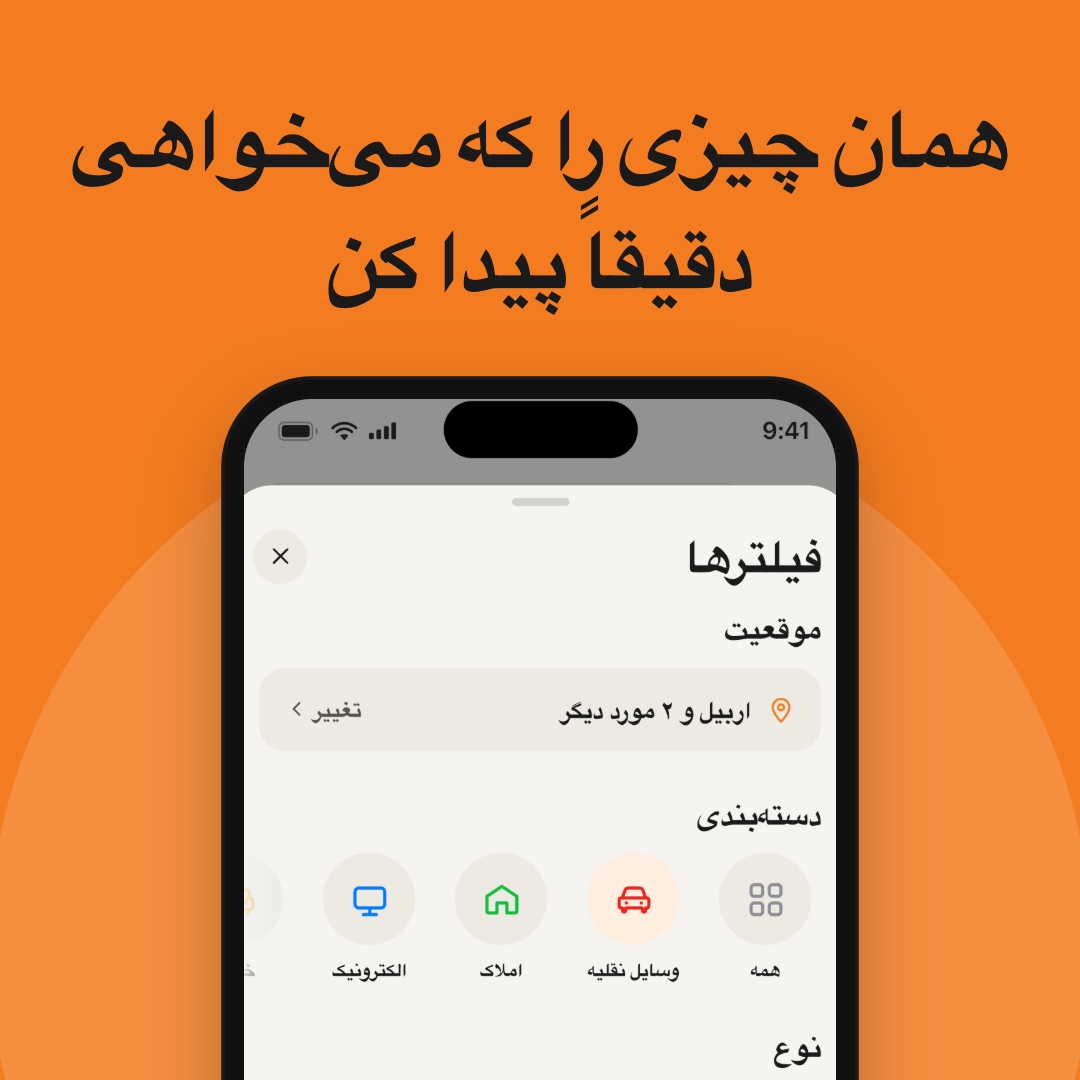 همان چیزی را که می‌خواهی
دقیقاً پیدا کن
9:41
فیلترها
موقعیت
اربیل و ۲ مورد دیگر
تغییر
دسته‌بندی
همه
وسایل نقلیه
املاک
الکترونیک
نوع